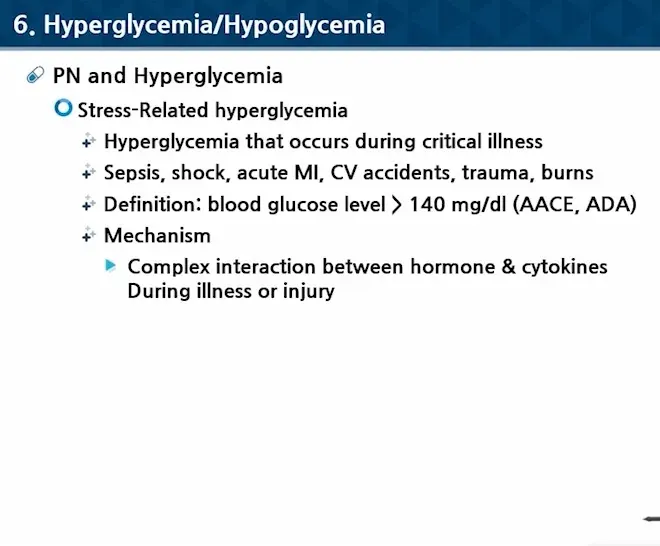 6. Hyperglycemia/Hypoglycemia
PN and Hyperglycemia
Stress-Related hyperglycemia
Hyperglycemia that occurs during critical illness
Sepsis, shock, acute MI, CV accidents, trauma, burns
Definition: blood glucose level > 140 mg/dl (AACE, ADA)
Mechanism
Complex interaction between hormone & cytokines
During illness or injury